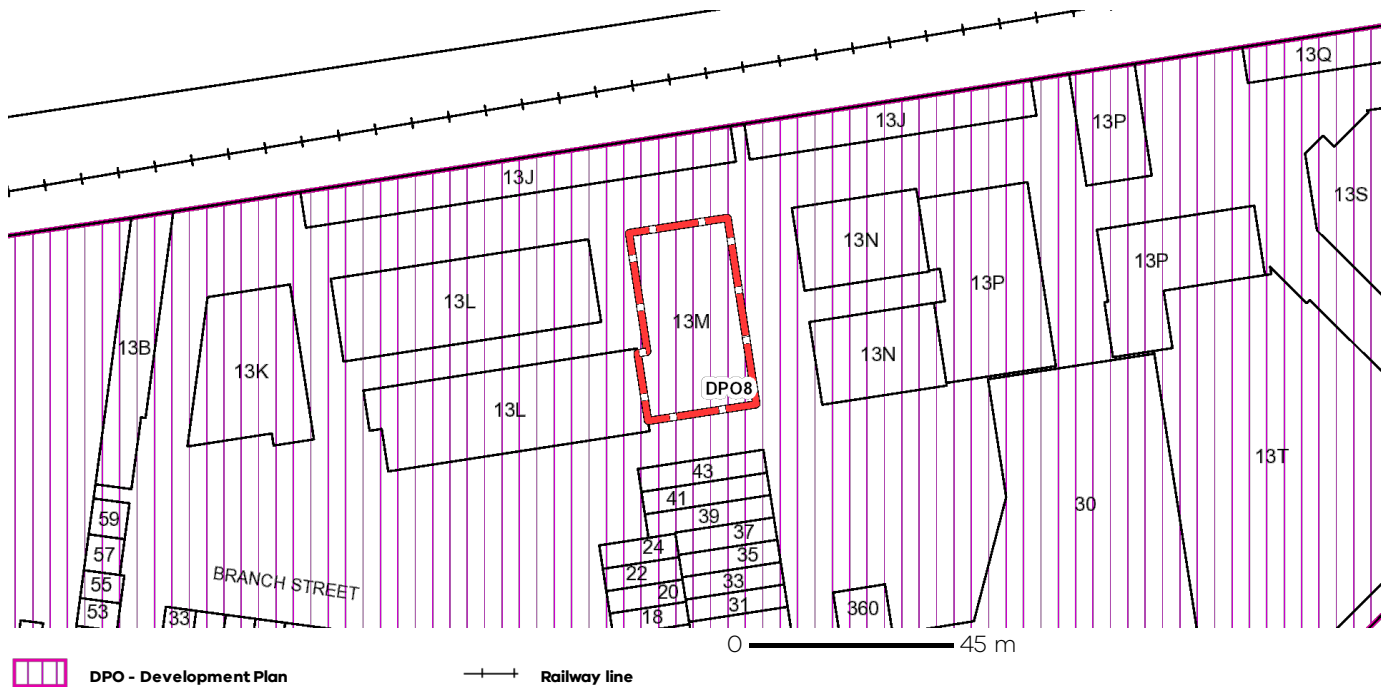 13Q
13J
13P
13J
13S
13N
13P
13P
13L
13M
13B
13N
13K
DPO8
13L
43
13T
41
30
39
59
37
24
57
35
22
BRANCH STREET
33
55
20
31
360
53
33
18
0 45 m
DPO - Development Plan Railway line